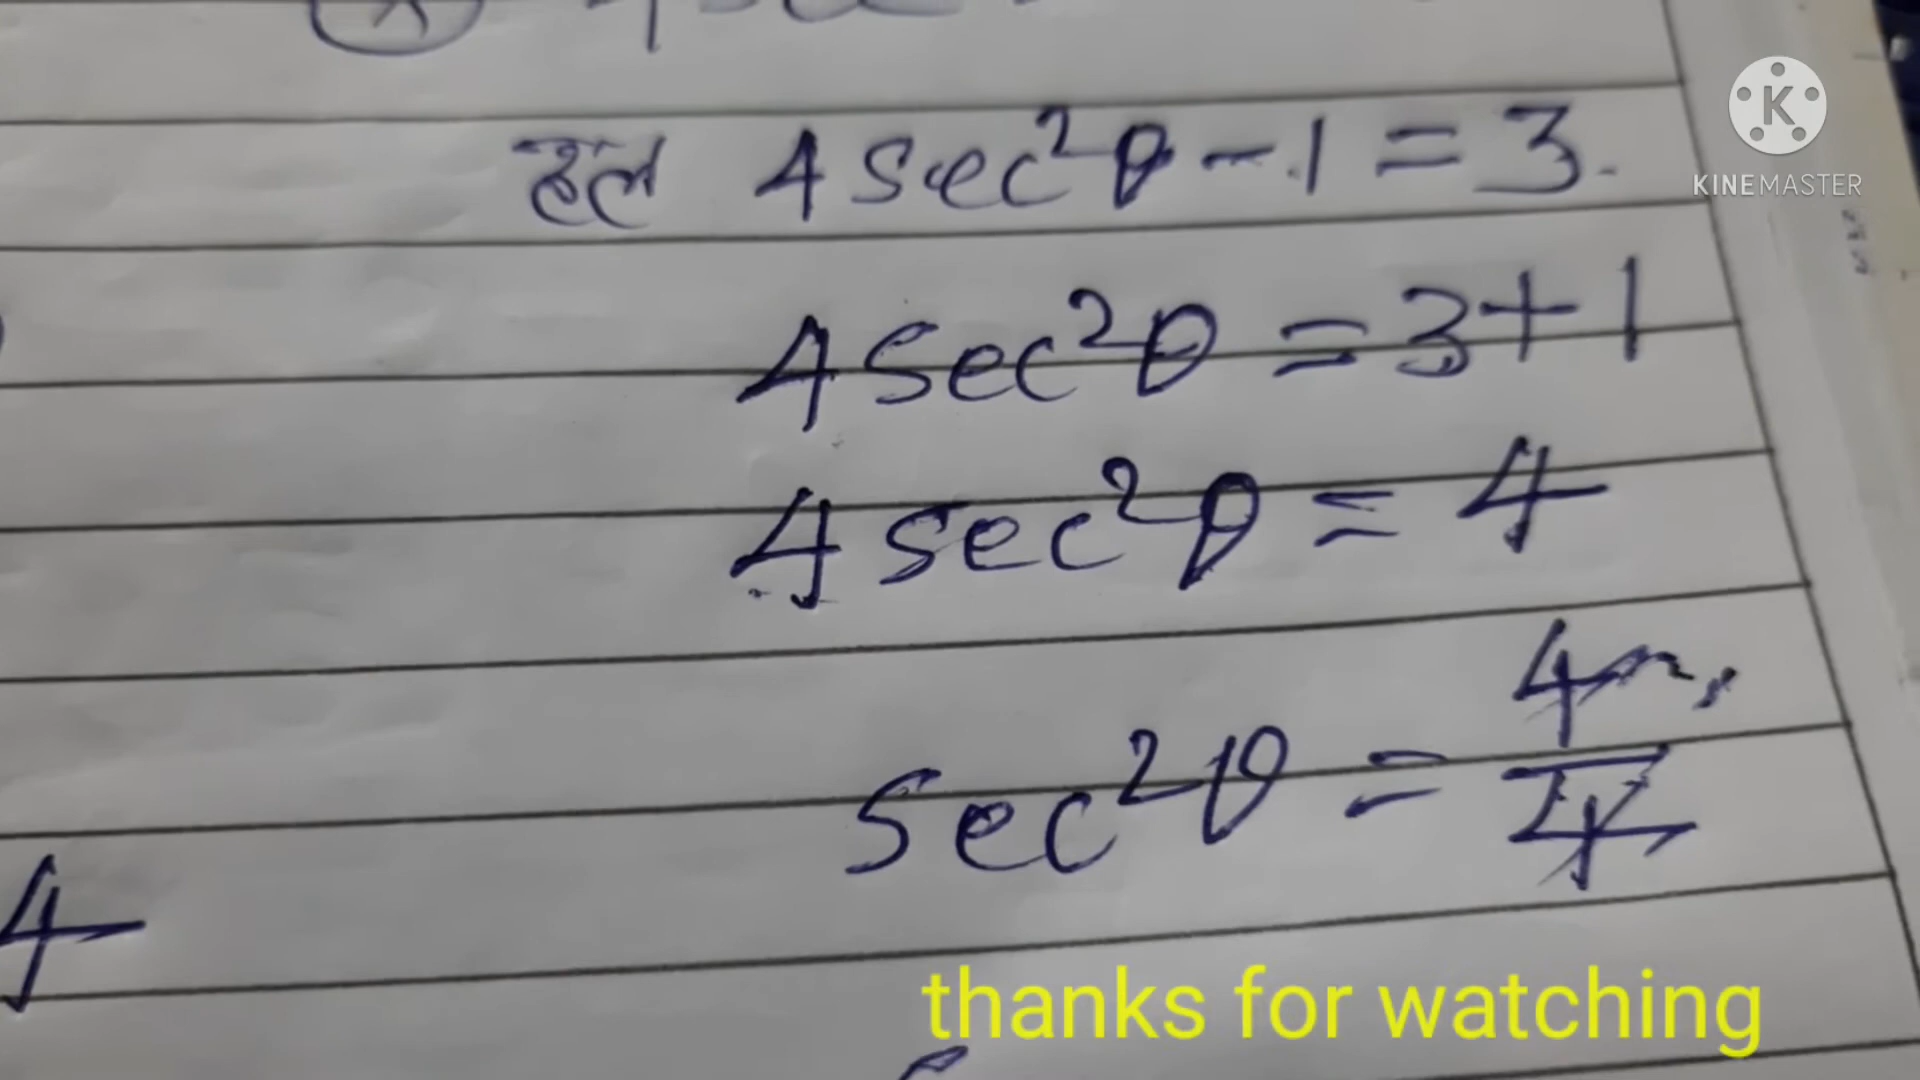 KINEMASTER
हल 4sec²θ-1=3.
4sec²θ=3+1
4sec²θ=4
sec²θ=4/4
4
thanks for watching